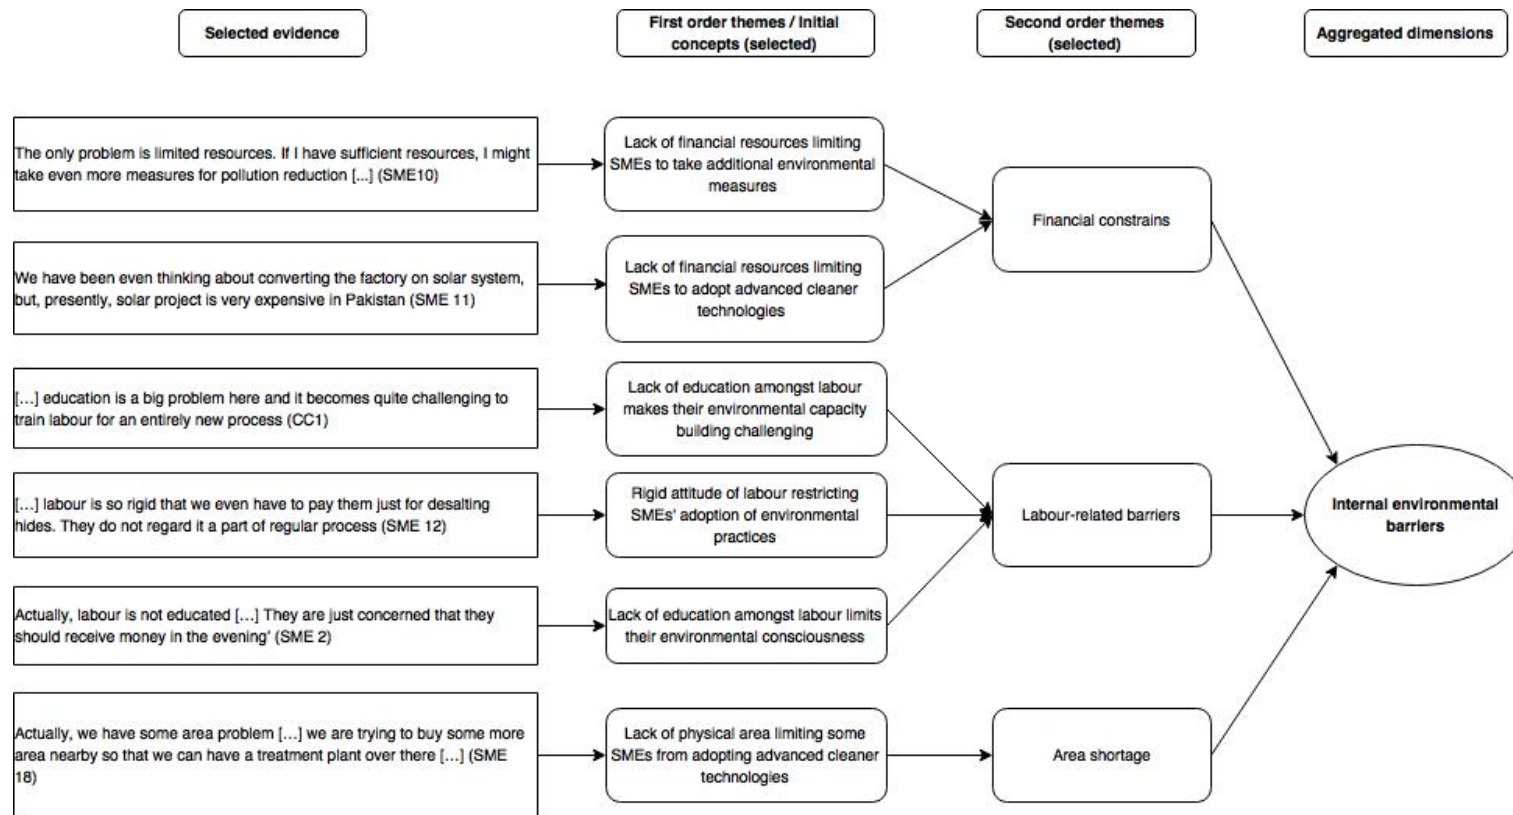 Selected evidence
First order themes / Initial
concepts (selected)
Second order themes
(selected)
Aggregated dimensions
The only problem is limited resources. If I have sufficient resources, I might
take even more measures for pollution reduction [...] (SME10)
Lack of financial resources limiting
SMEs to take additional environmental
measures
Financial constrains
We have been even thinking about converting the factory on solar system,
but, presently, solar project is very expensive in Pakistan (SME 11)
Lack of financial resources limiting
SMEs to adopt advanced cleaner
technologies
[...] education is a big problem here and it becomes quite challenging to
train labour for an entirely new process (CC1)
Lack of education amongst labour
makes their environmental capacity
building challenging
[...] labour is so rigid that we even have to pay them just for desalting
hides. They do not regard it a part of regular process (SME 12)
Rigid attitude of labour restricting
SMEs' adoption of environmental
practices
Labour-related barriers
Internal environmental
barriers
Actually, labour is not educated [...] They are just concerned that they
should receive money in the evening' (SME 2)
Lack of education amongst labour limits
their environmental consciousness
Actually, we have some area problem [...] we are trying to buy some more
area nearby so that we can have a treatment plant over there [...] (SME
18)
Lack of physical area limiting some
SMEs from adopting advanced cleaner
technologies
Area shortage